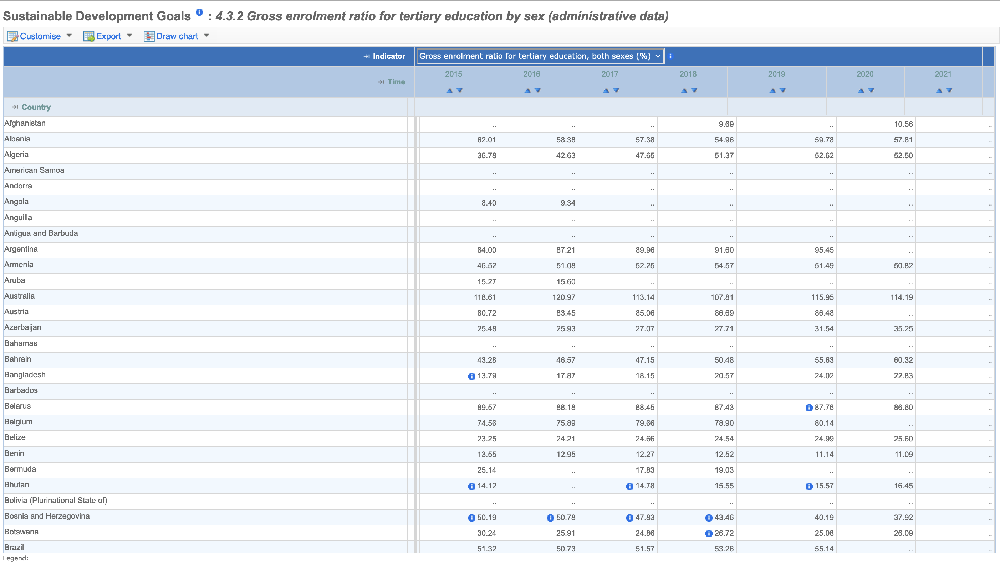 Sustainable Development Goals : 4.3.2 Gross enrolment ratio for tertiary education by sex (administrative data)
Customise Export Draw chart
Indicator Gross enrolment ratio for tertiary education, both sexes (%)
Time 2015 2016 2017 2018 2019 2020 2021
Country
Afghanistan .. .. .. 9.69 .. 10.56 ..
Albania 62.01 58.38 57.38 54.96 59.78 57.81 ..
Algeria 36.78 42.63 47.65 51.37 52.62 52.50 ..
American Samoa .. .. .. .. .. .. ..
Andorra .. .. .. .. .. .. ..
Angola 8.40 9.34 .. .. .. .. ..
Anguilla .. .. .. .. .. .. ..
Antigua and Barbuda .. .. .. .. .. .. ..
Argentina 84.00 87.21 89.96 91.60 95.45 .. ..
Armenia 46.52 51.08 52.25 54.57 51.49 50.82 ..
Aruba 15.27 15.60 .. .. .. .. ..
Australia 118.61 120.97 113.14 107.81 115.95 114.19 ..
Austria 80.72 83.45 85.06 86.69 86.48 .. ..
Azerbaijan 25.48 25.93 27.07 27.71 31.54 35.25 ..
Bahamas .. .. .. .. .. .. ..
Bahrain 43.28 46.57 47.15 50.48 55.63 60.32 ..
Bangladesh 13.79 17.87 18.15 20.57 24.02 22.83 ..
Barbados .. .. .. .. .. .. ..
Belarus 89.57 88.18 88.45 87.43 87.76 86.60 ..
Belgium 74.56 75.89 79.66 78.90 80.14 .. ..
Belize 23.25 24.21 24.66 24.54 24.99 25.60 ..
Benin 13.55 12.95 12.27 12.52 11.14 11.09 ..
Bermuda 25.14 .. 17.83 19.03 .. .. ..
Bhutan 14.12 .. 14.78 15.55 15.57 16.45 ..
Bolivia (Plurinational State of) .. .. .. .. .. .. ..
Bosnia and Herzegovina 50.19 50.78 47.83 43.46 40.19 37.92 ..
Botswana 30.24 25.91 24.86 26.72 25.08 26.09 ..
Brazil 51.32 50.73 51.57 53.26 55.14 .. ..
Legend: